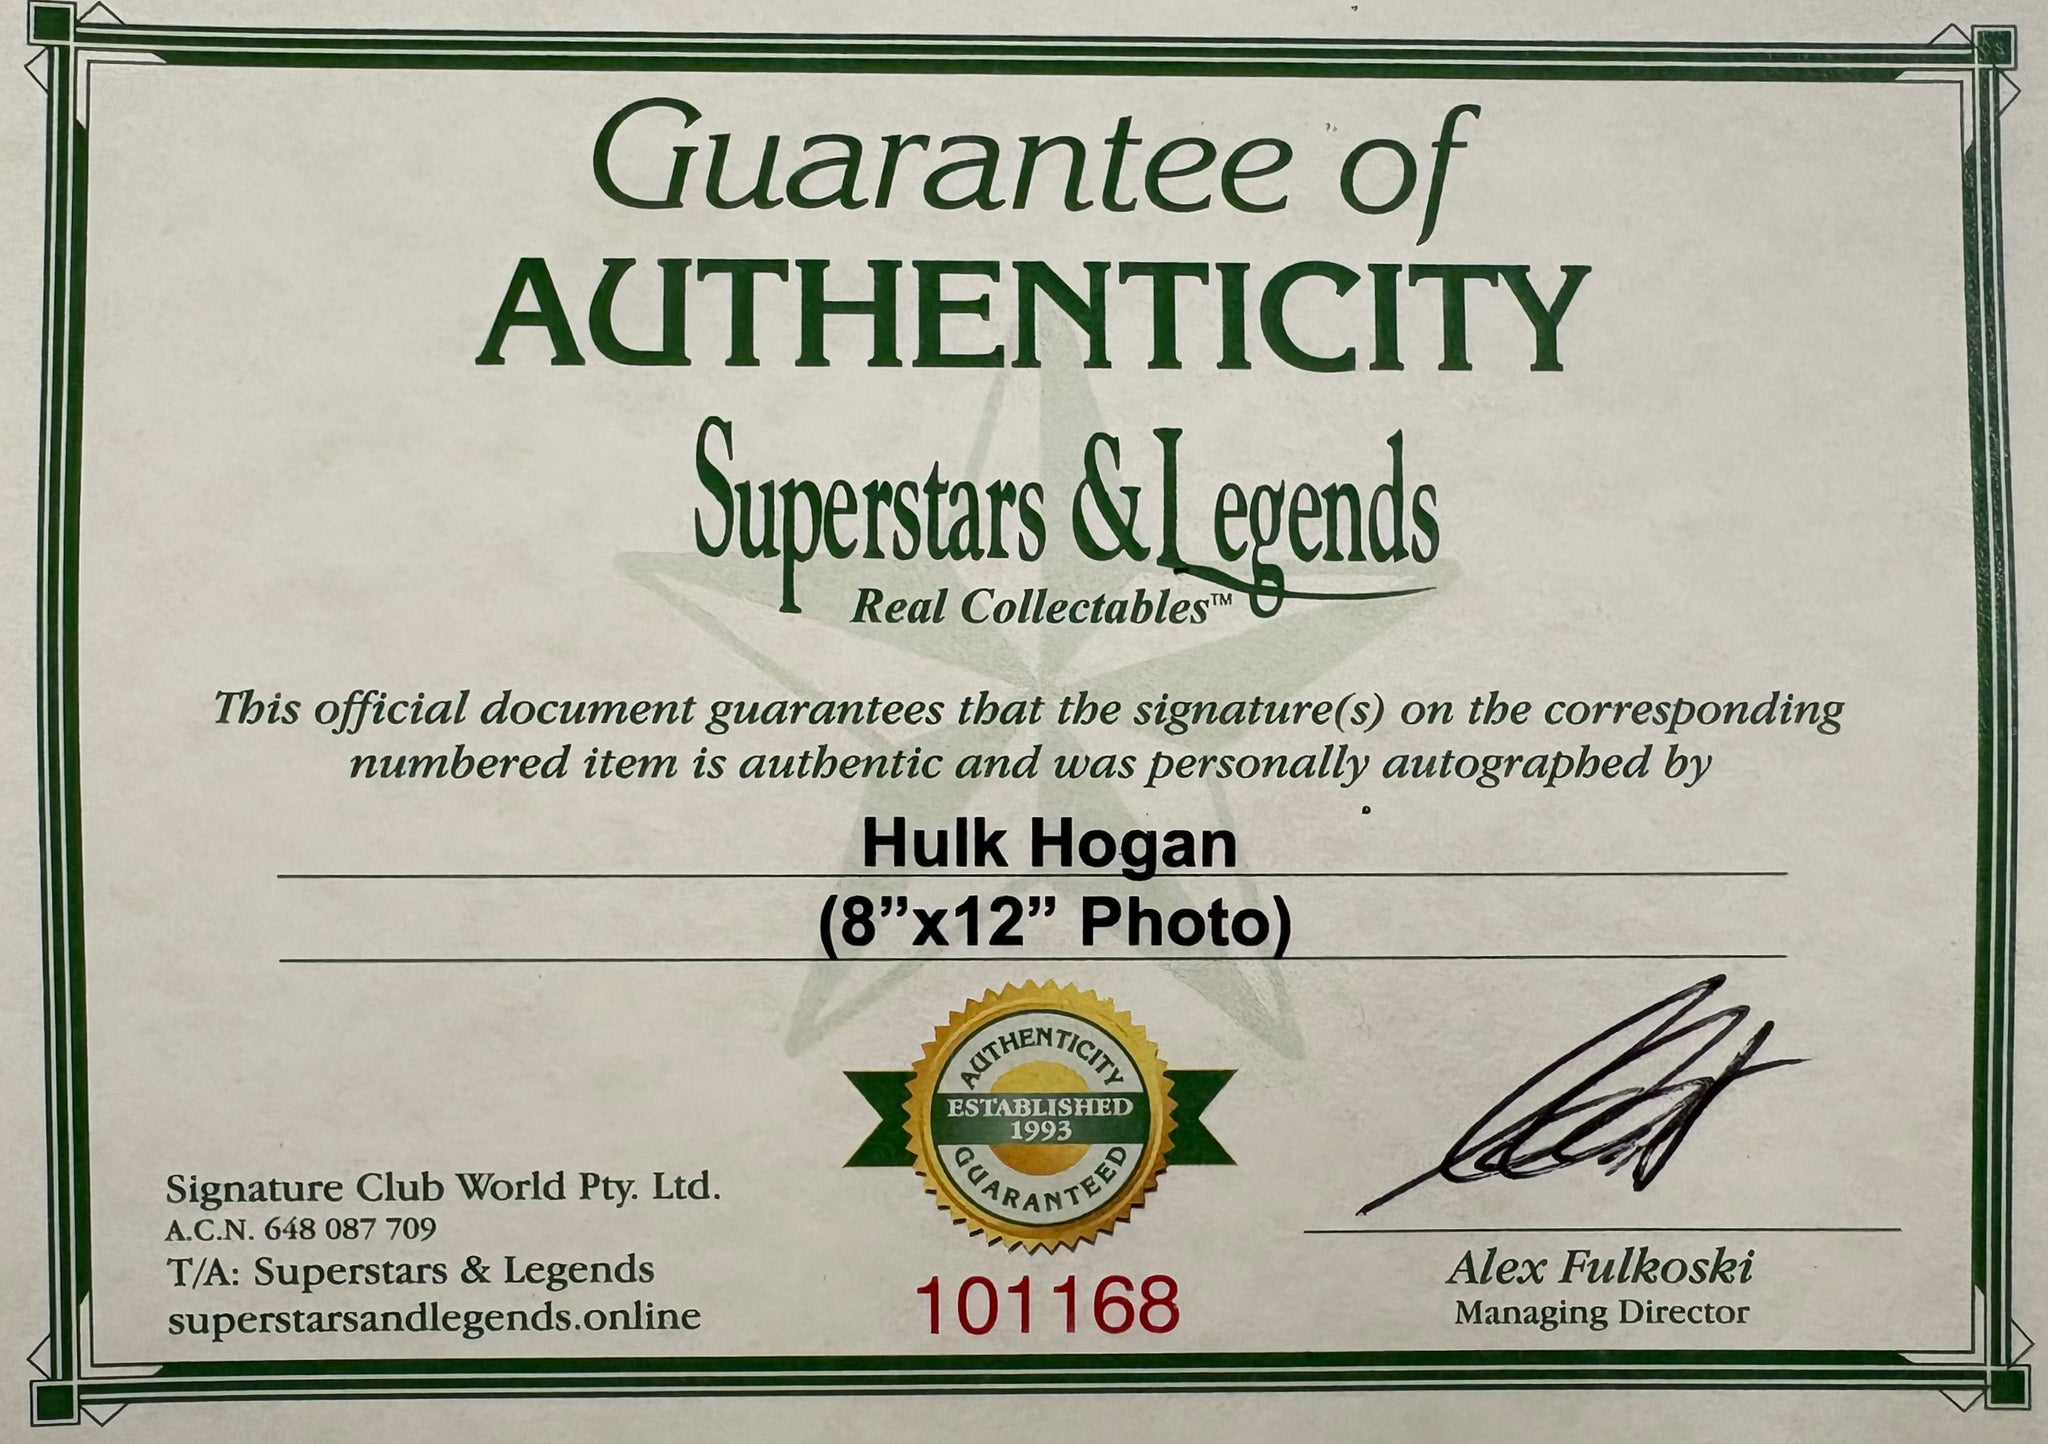 Guarantee of
AUTHENTICITY
Superstars & Legends
Real Collectables™
This official document guarantees that the signature(s) on the corresponding
numbered item is authentic and was personally autographed by
Hulk Hogan
(8”x12” Photo)
AUTHENTICITY
ESTABLISHED
1993
GUARANTEED
Signature Club World Pty. Ltd.
A.C.N. 648 087 709
T/A: Superstars & Legends
superstarsandlegends.online
101168
Alex Fulkoski
Managing Director